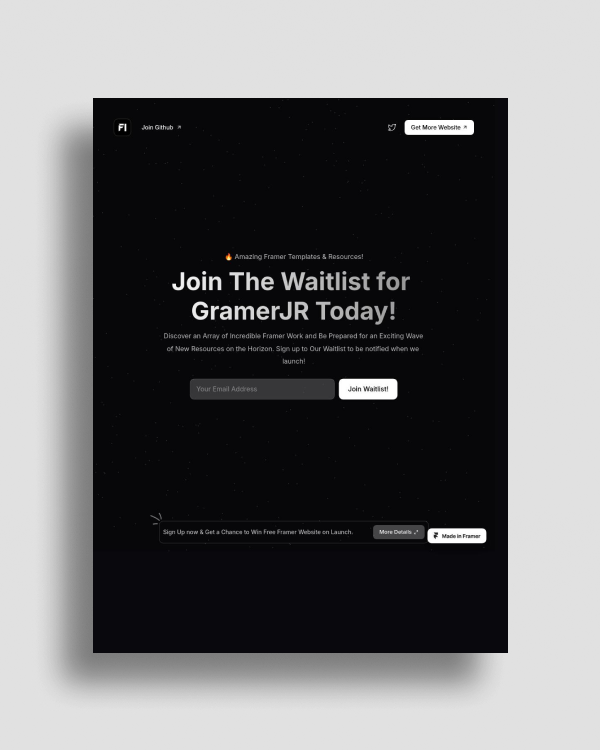 FI
Join Github ↗
Get More Website ↗
🔥 Amazing Framer Templates & Resources!
Join The Waitlist for
GramerJR Today!
Discover an Array of Incredible Framer Work and Be Prepared for an Exciting Wave
of New Resources on the Horizon. Sign up to Our Waitlist to be notified when we
launch!
Your Email Address
Join Waitlist!
Sign Up now & Get a Chance to Win Free Framer Website on Launch.
More Details
Made in Framer